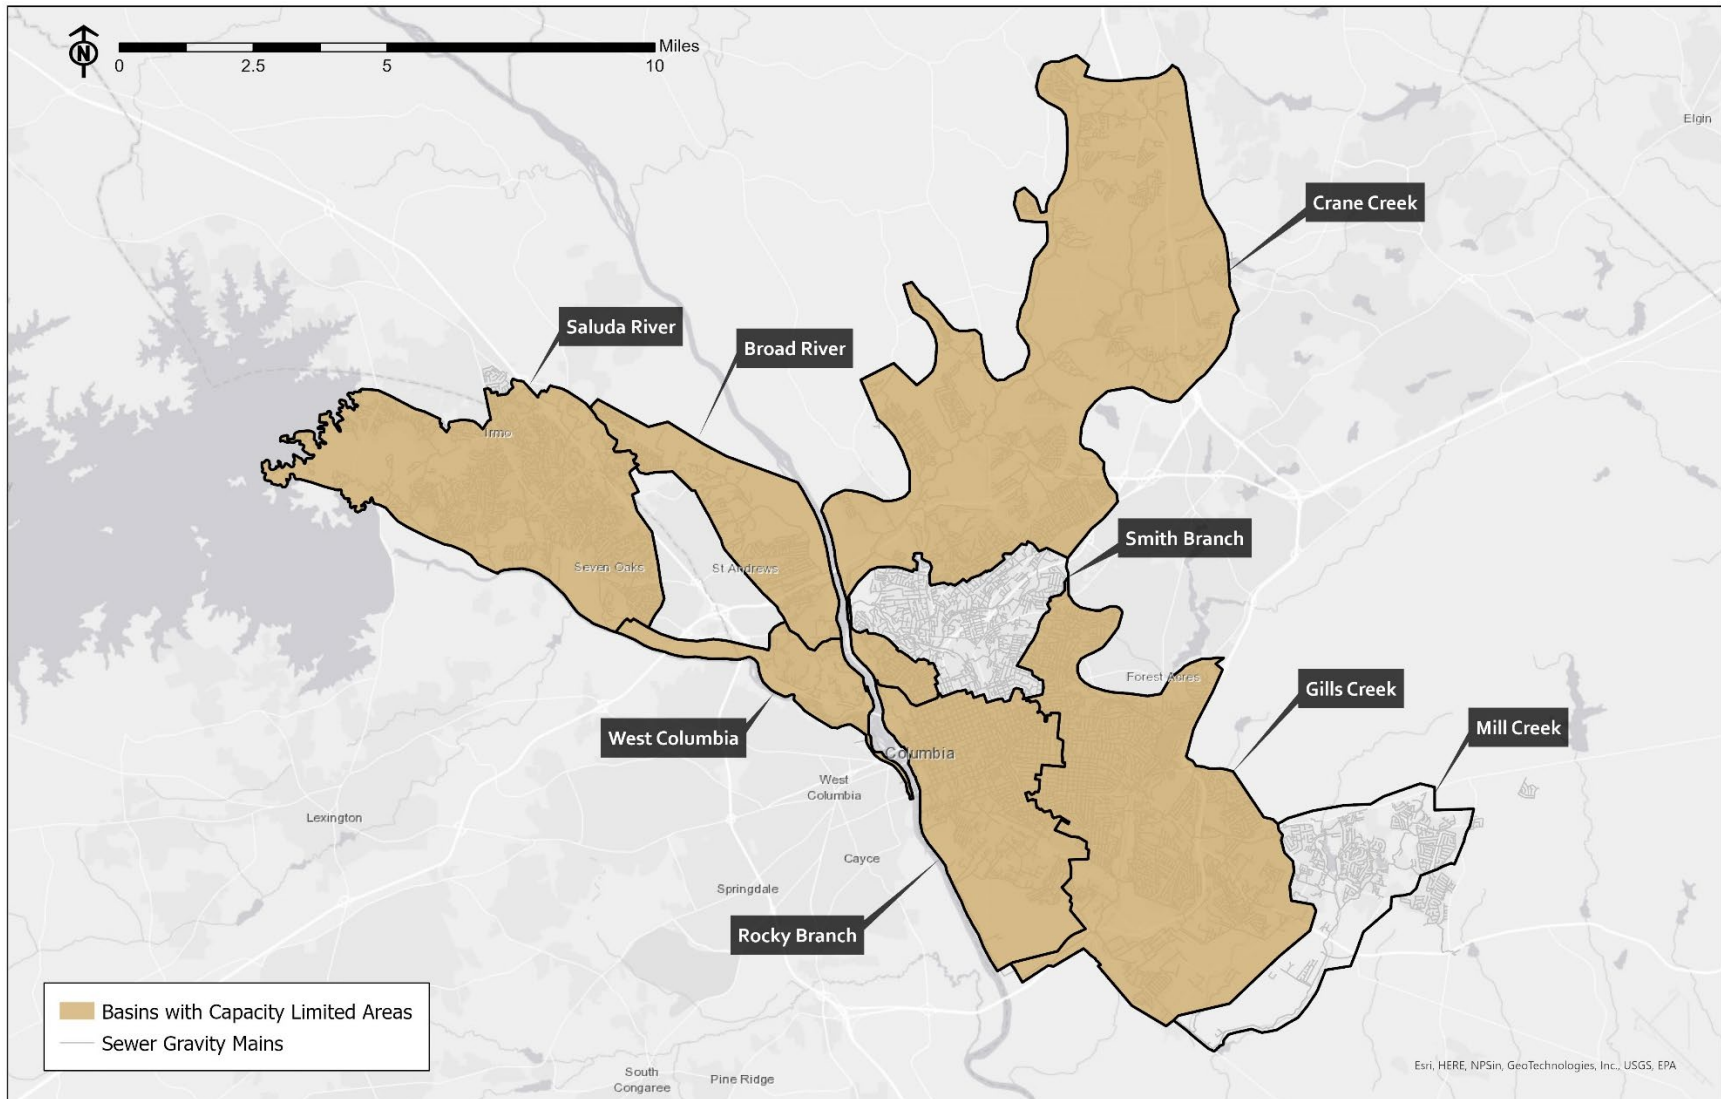 N
Miles
0
2.5
5
10
Elgin
Crane Creek
Saluda River
Broad River
Irmo
Smith Branch
Seven Oaks
St Andrews
Forest Acres
Gills Creek
Mill Creek
West Columbia
Columbia
West
Columbia
Lexington
Cayce
Springdale
Rocky Branch
Basins with Capacity Limited Areas
Sewer Gravity Mains
South
Congaree
Pine Ridge
Esri, HERE, NPSin, GeoTechnologies, Inc., USGS, EPA